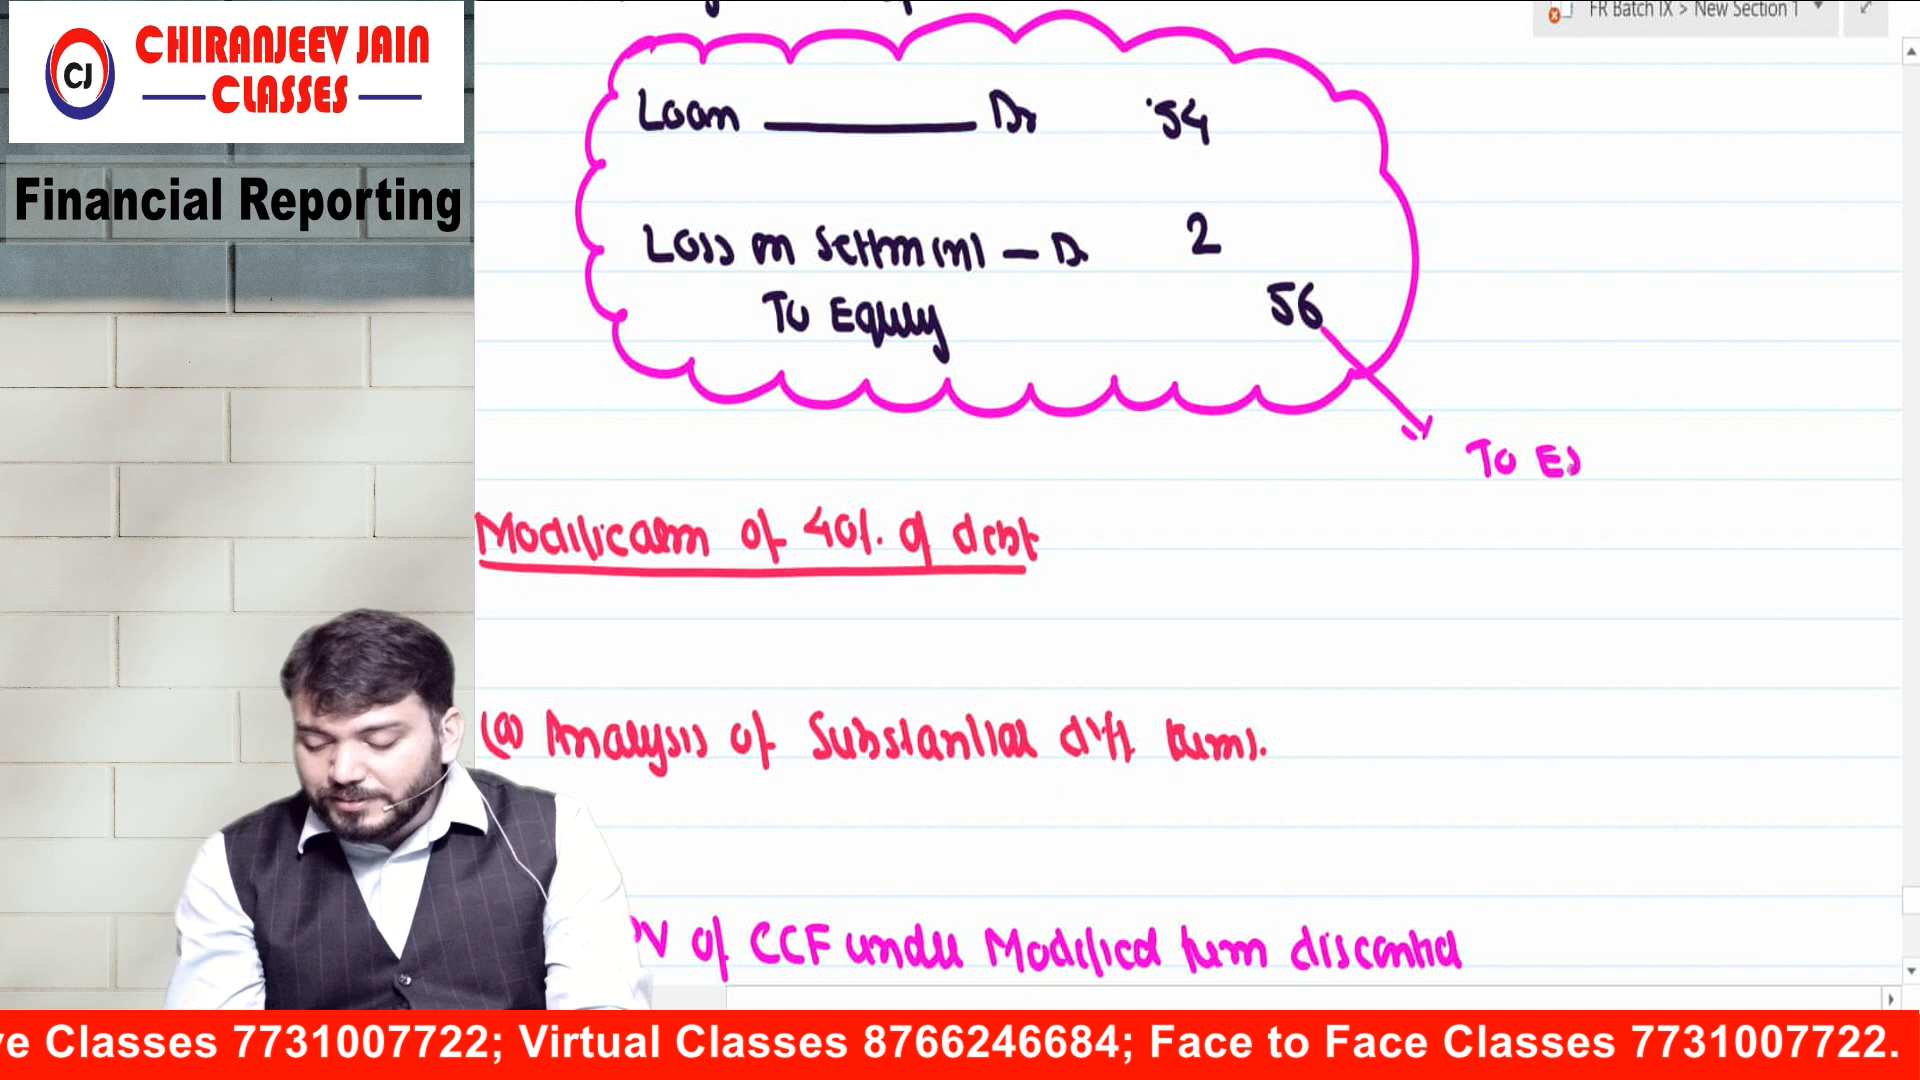 FR Batch IX > New Section 1
CHIRANJEEV JAIN
CLASSES
CJ
Financial Reporting
Loan Dr 54
Loss on Settlment - Dr 2
To Equity 56
To Es
Modification of 40% of debt
(a) Analysis of Substantial diff terms.
PV of CCF under Modified term discounted
ve Classes 7731007722; Virtual Classes 8766246684; Face to Face Classes 7731007722.